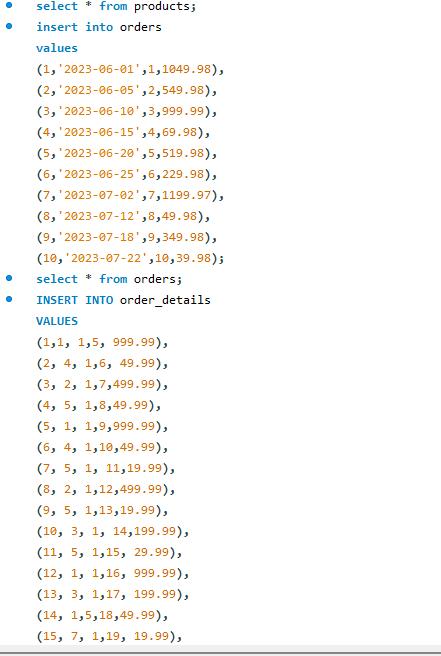 select * from products;
insert into orders
values
(1,'2023-06-01',1,1049.98),
(2,'2023-06-05',2,549.98),
(3,'2023-06-10',3,999.99),
(4,'2023-06-15',4,69.98),
(5,'2023-06-20',5,519.98),
(6,'2023-06-25',6,229.98),
(7,'2023-07-02',7,1199.97),
(8,'2023-07-12',8,49.98),
(9,'2023-07-18',9,349.98),
(10,'2023-07-22',10,39.98);
select * from orders;
INSERT INTO order_details
VALUES
(1,1, 1,5, 999.99),
(2, 4, 1,6, 49.99),
(3, 2, 1,7,499.99),
(4, 5, 1,8,49.99),
(5, 1, 1,9,999.99),
(6, 4, 1,10,49.99),
(7, 5, 1, 11,19.99),
(8, 2, 1,12,499.99),
(9, 5, 1,13,19.99),
(10, 3, 1, 14,199.99),
(11, 5, 1,15, 29.99),
(12, 1, 1,16, 999.99),
(13, 3, 1,17, 199.99),
(14, 1,5,18,49.99),
(15, 7, 1,19, 19.99),